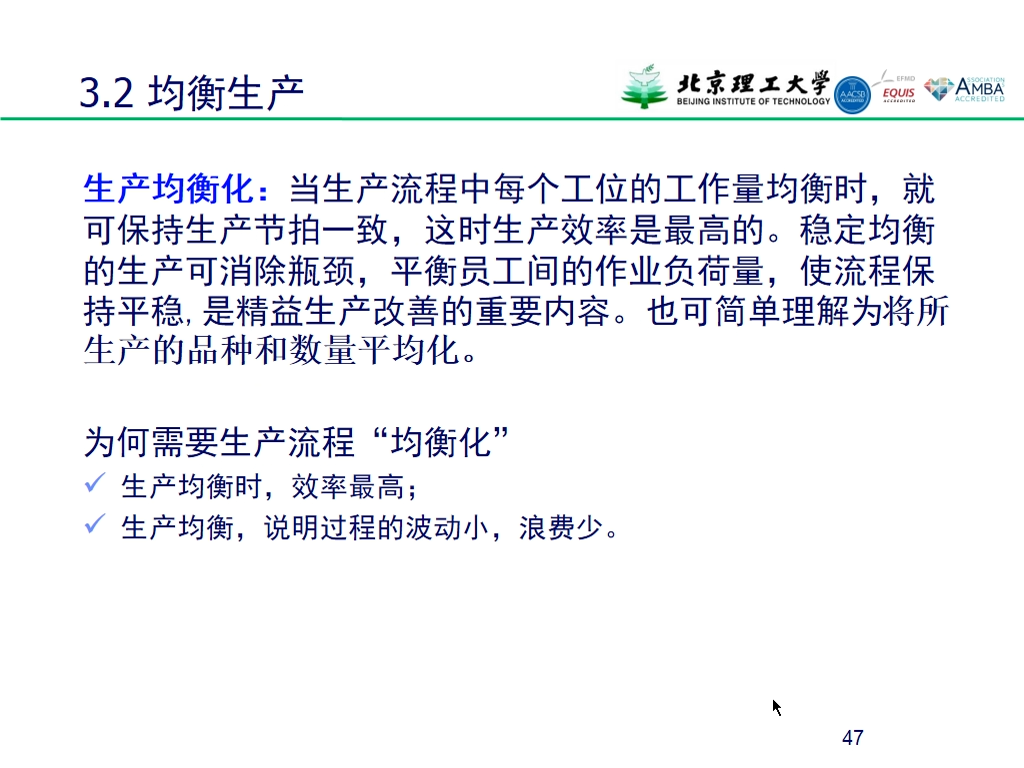 3.2 均衡生产
北京理工大学
BEIJING INSTITUTE OF TECHNOLOGY
AACSB
ACCREDITED
EFMD
EQUIS
ACCREDITED
ASSOCIATION
AMBA
ACCREDITED
生产均衡化：当生产流程中每个工位的工作量均衡时，就
可保持生产节拍一致，这时生产效率是最高的。稳定均衡
的生产可消除瓶颈，平衡员工间的作业负荷量，使流程保
持平稳,是精益生产改善的重要内容。也可简单理解为将所
生产的品种和数量平均化。
为何需要生产流程“均衡化”
✓ 生产均衡时，效率最高；
✓ 生产均衡，说明过程的波动小，浪费少。
47